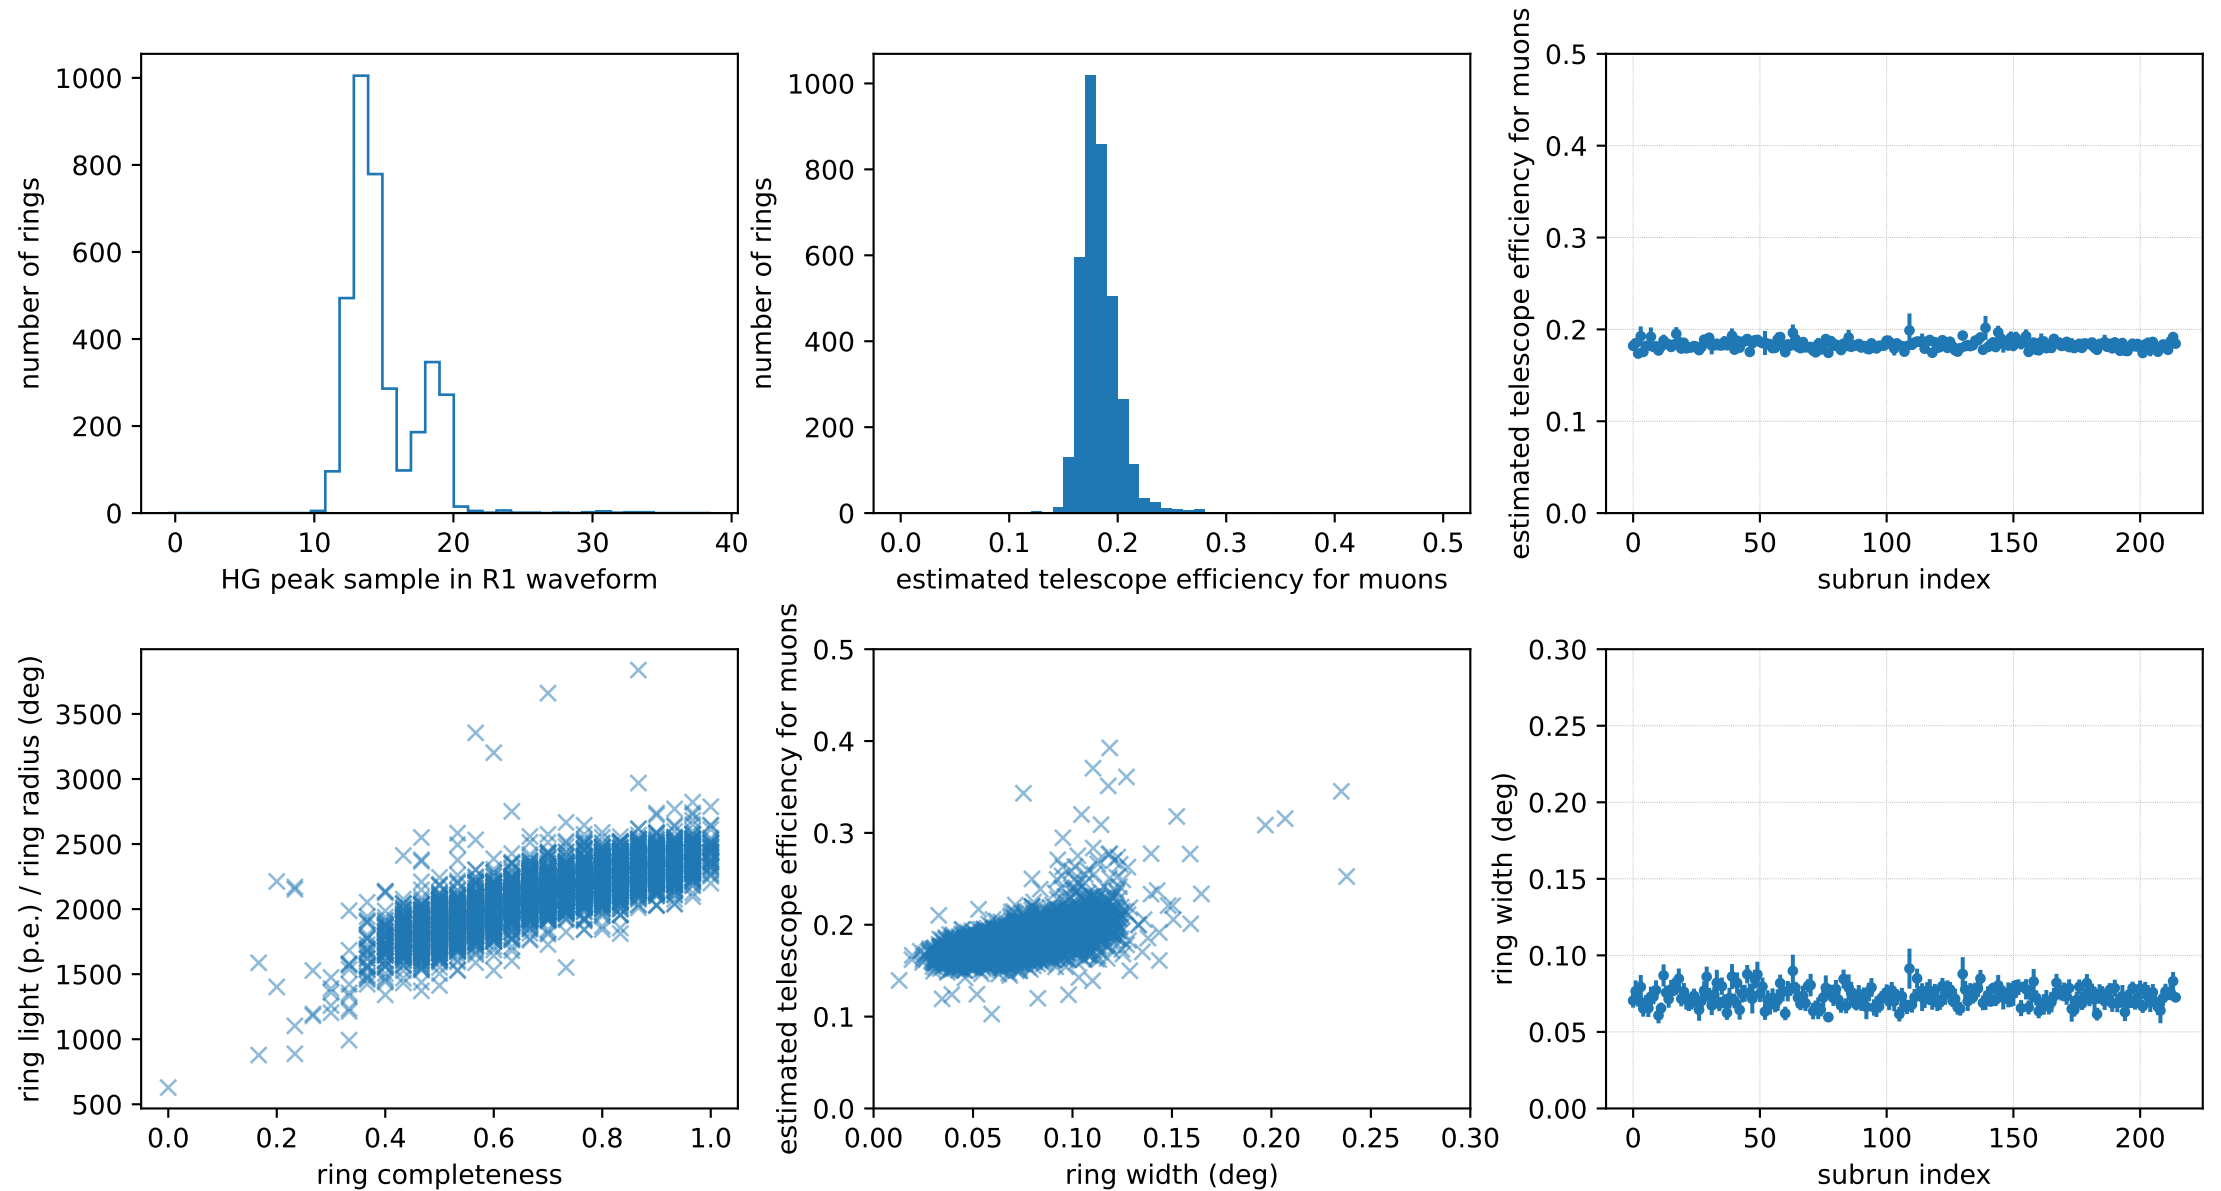 number of rings
1000
800
600
400
200
0
0 10 20 30 40
HG peak sample in R1 waveform
number of rings
1000
800
600
400
200
0
0.0 0.1 0.2 0.3 0.4 0.5
estimated telescope efficiency for muons
estimated telescope efficiency for muons
0.5
0.4
0.3
0.2
0.1
0.0
0 50 100 150 200
subrun index
ring light (p.e.) / ring radius (deg)
3500
3000
2500
2000
1500
1000
500
0.0 0.2 0.4 0.6 0.8 1.0
ring completeness
estimated telescope efficiency for muons
0.5
0.4
0.3
0.2
0.1
0.0
0.00 0.05 0.10 0.15 0.20 0.25 0.30
ring width (deg)
ring width (deg)
0.30
0.25
0.20
0.15
0.10
0.05
0.00
0 50 100 150 200
subrun index